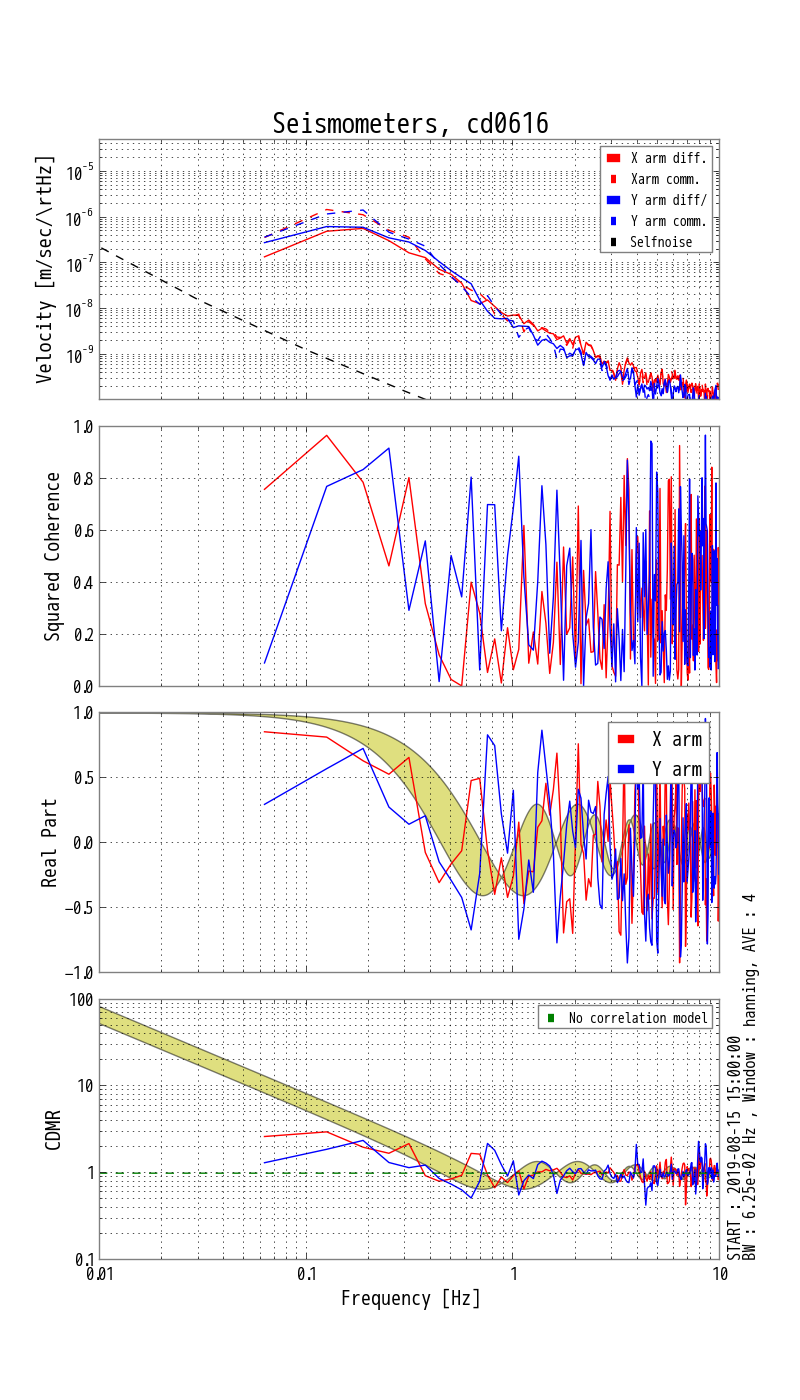 Seismometers, cd0616
Velocity [m/sec/\rtHz]
10^-5
10^-6
10^-7
10^-8
10^-9
X arm diff.
Xarm comm.
Y arm diff/
Y arm comm.
Selfnoise
Squared Coherence
1.0
0.8
0.6
0.4
0.2
0.0
Real Part
1.0
0.5
0.0
−0.5
−1.0
X arm
Y arm
CDMR
100
10
1
0.1
No correlation model
0.01
0.1
1
10
Frequency [Hz]
START : 2019-08-15 15:00:00
BW : 6.25e-02 Hz , Window : hanning, AVE : 4